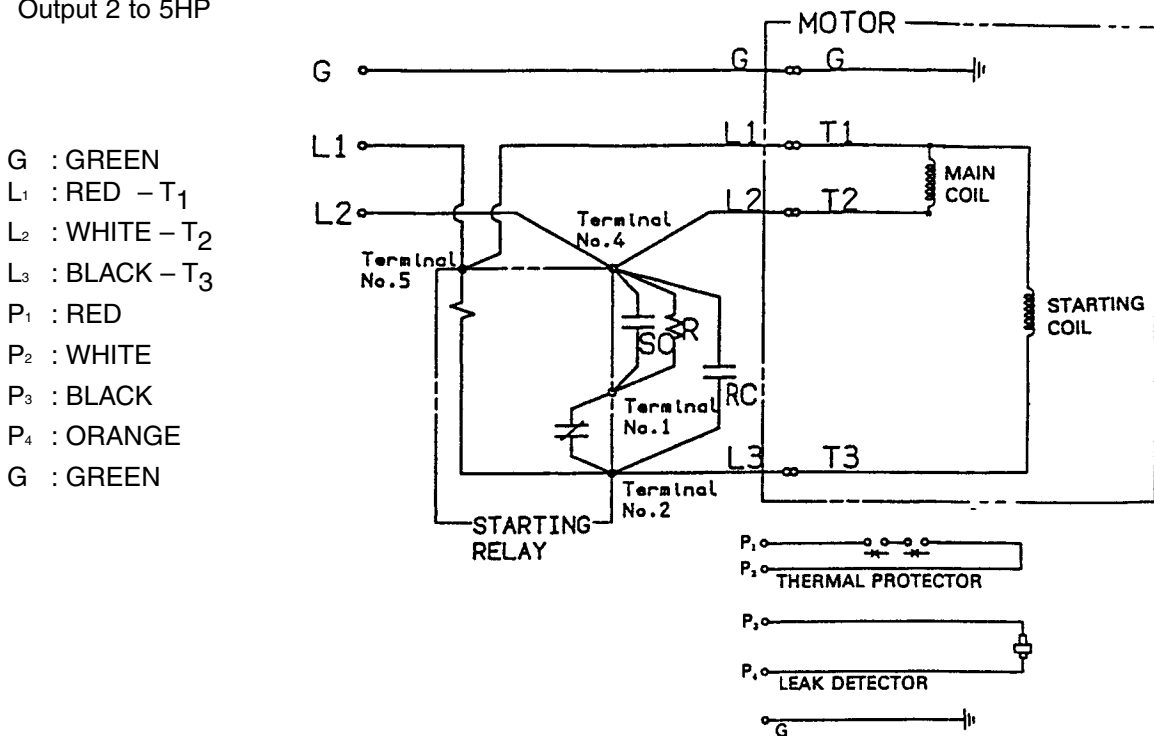 Output 2 to 5HP
G : GREEN
L1 : RED – T1
L2 : WHITE – T2
L3 : BLACK – T3
P1 : RED
P2 : WHITE
P3 : BLACK
P4 : ORANGE
G : GREEN
MOTOR
G G G
L1 L1 T1
MAIN
COIL
L2 L2 T2
Terminal
No.4
Terminal
No.5
STARTING
COIL
SC R
RC
Terminal
No.1
L3 T3
Terminal
No.2
STARTING
RELAY
P1
P2
THERMAL PROTECTOR
P3
P4
LEAK DETECTOR
G